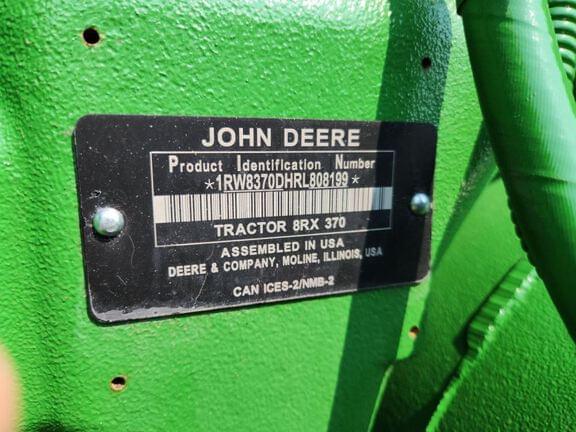 JOHN DEERE
Product Identification Number
*1RW8370DHRL808199*
TRACTOR 8RX 370
ASSEMBLED IN USA
DEERE & COMPANY, MOLINE, ILLINOIS, USA
CAN ICES-2/NMB-2